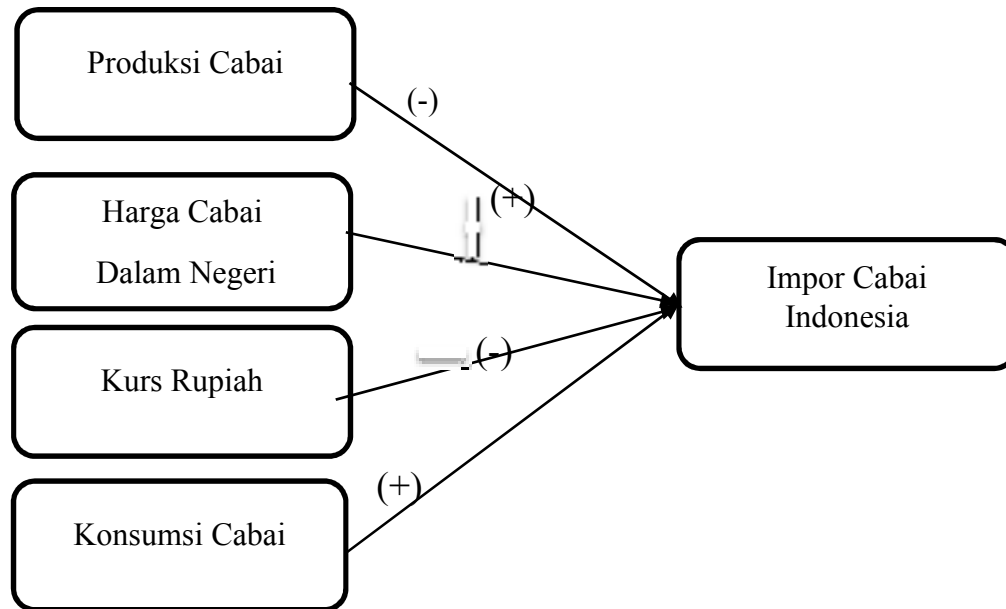 Produksi Cabai
(-)
Harga Cabai
Dalam Negeri
(+)
Impor Cabai
Indonesia
Kurs Rupiah
(-)
Konsumsi Cabai
(+)